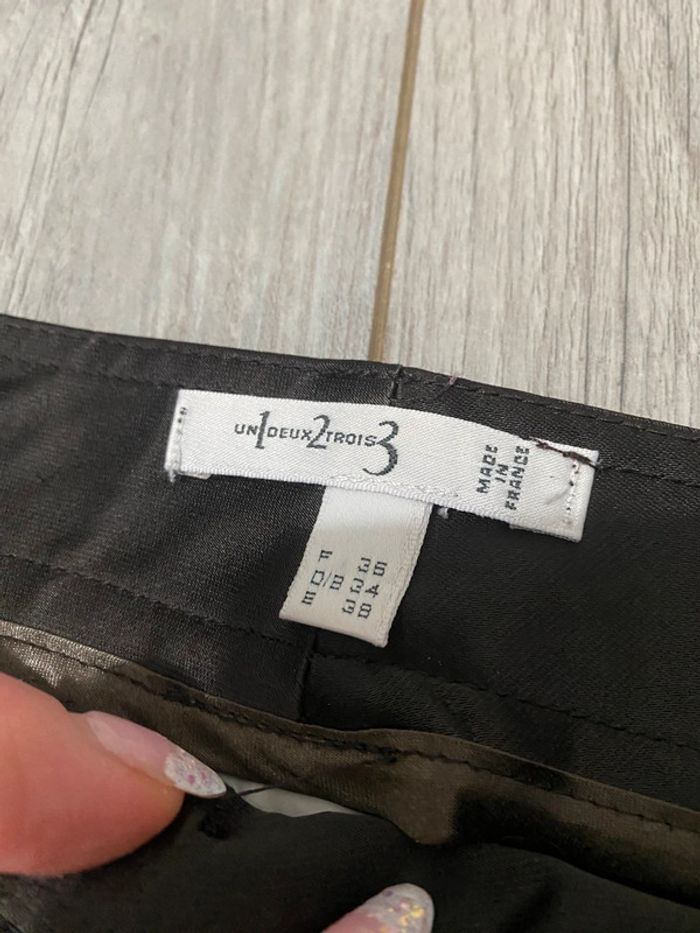 UN1DEUX2TROIS3
MADE
IN
FRANCE
F 36
D/B 34
E 38